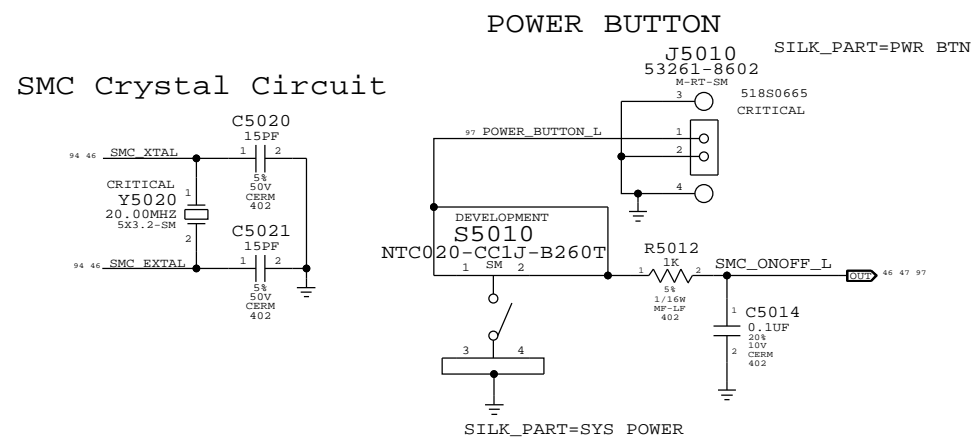 POWER BUTTON
SILK_PART=PWR BTN
J5010
53261-8602
M-RT-SM
3
518S0665
CRITICAL
97 POWER_BUTTON_L
1
2
4
SMC Crystal Circuit
C5020
15PF
94 46 SMC_XTAL
1 2
5%
50V
CERM
402
CRITICAL
Y5020
20.00MHZ
5X3.2-SM
1
2
C5021
15PF
94 46 SMC_EXTAL
1 2
5%
50V
CERM
402
DEVELOPMENT
S5010
NTC020-CC1J-B260T
1 SM 2
3 4
SILK_PART=SYS POWER
R5012
1K
1 2
5%
1/16W
MF-LF
402
SMC_ONOFF_L
OUT 46 47 97
1
C5014
0.1UF
20%
10V
CERM
402
2